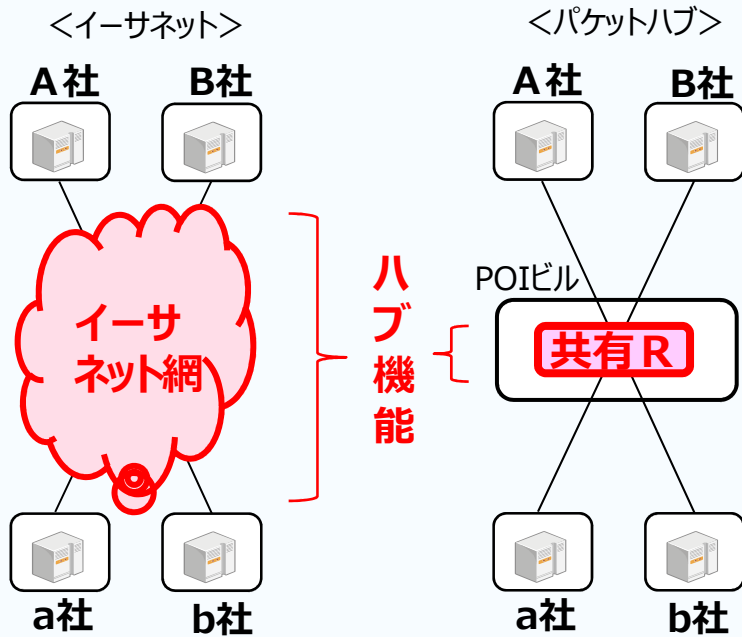 ＜イーサネット＞
＜パケットハブ＞
Ａ社
B社
Ａ社
B社
イーサ
ネット網
ハブ機能
POIビル
共有Ｒ
a社
b社
a社
b社